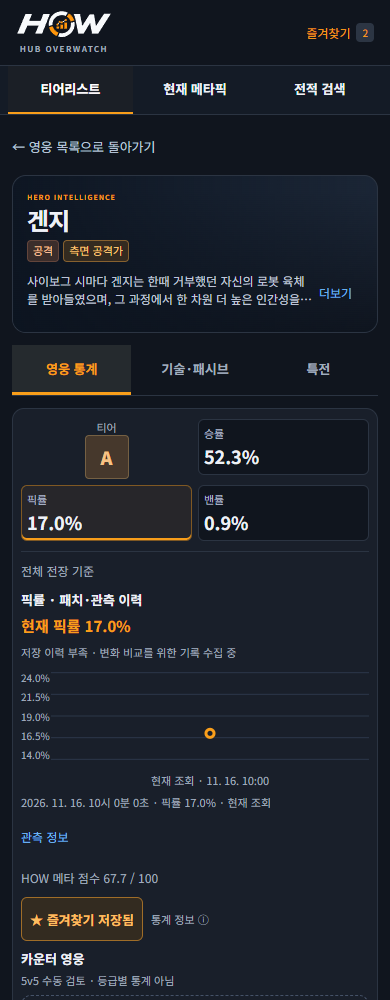 HOW
HUB OVERWATCH
즐겨찾기 2
티어리스트 현재 메타픽 전적 검색
← 영웅 목록으로 돌아가기
HERO INTELLIGENCE
겐지
공격 측면 공격가
사이보그 시마다 겐지는 한때 거부했던 자신의 로봇 육체
를 받아들였으며, 그 과정에서 한 차원 더 높은 인간성을… 더보기
영웅 통계 기술·패시브 특전
티어
A
승률
52.3%
픽률
17.0%
밴률
0.9%
전체 전장 기준
픽률 · 패치·관측 이력
현재 픽률 17.0%
저장 이력 부족 · 변화 비교를 위한 기록 수집 중
24.0%
21.5%
19.0%
16.5%
14.0%
현재 조회 · 11. 16. 10:00
2026. 11. 16. 10시 0분 0초 · 픽률 17.0% · 현재 조회
관측 정보
HOW 메타 점수 67.7 / 100
★ 즐겨찾기 저장됨 통계 정보 ⓘ
카운터 영웅
5v5 수동 검토 · 등급별 통계 아님